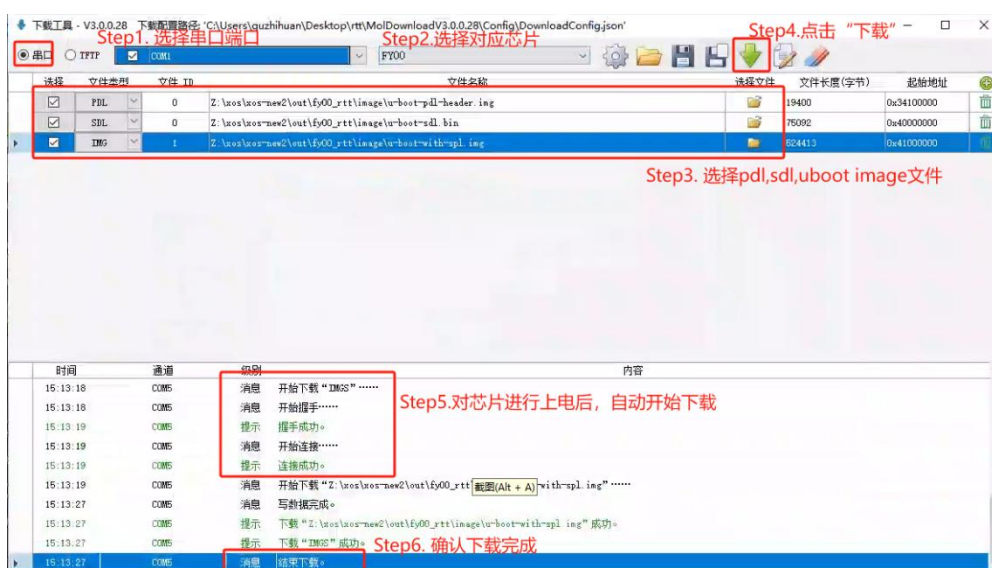 下载工具 - V3.0.0.28 下载配置路径: 'C:\Users\guzhihuan\Desktop\rtt\MolDownloadV3.0.0.28\Config\DownloadConfig.json'
Step1. 选择串口端口
Step2.选择对应芯片
Step4.点击“下载”
串口 TFTP COM1 FY00
选择 文件类型 文件 ID 文件名称 选择文件 文件长度(字节) 起始地址
PDL 0 Z:\xos\xos-new2\out\fy00_rtt\image\u-boot-pdl-header.img 19400 0x34100000
SDL 0 Z:\xos\xos-new2\out\fy00_rtt\image\u-boot-sdl.bin 75092 0x40000000
IMG 1 Z:\xos\xos-new2\out\fy00_rtt\image\u-boot-with-spl.img 524413 0x41000000
Step3. 选择pdl,sdl,uboot image文件
时间 通道 级别 内容
15:13:18 COM5 消息 开始下载“IMGS”……
15:13:18 COM5 消息 开始握手……
Step5.对芯片进行上电后，自动开始下载
15:13:19 COM5 提示 握手成功。
15:13:19 COM5 消息 开始连接……
15:13:19 COM5 提示 连接成功。
15:13:19 COM5 消息 开始下载“Z:\xos\xos-new2\out\fy00_rtt 截图(Alt + A) with-spl.img”……
15:13:27 COM5 消息 写数据完成。
15:13:27 COM5 提示 下载“Z:\xos\xos-new2\out\fy00_rtt\image\u-boot-with-spl.img”成功。
15:13:27 COM5 提示 下载“IMGS”成功。
Step6. 确认下载完成
15:13:27 COM5 消息 结束下载。